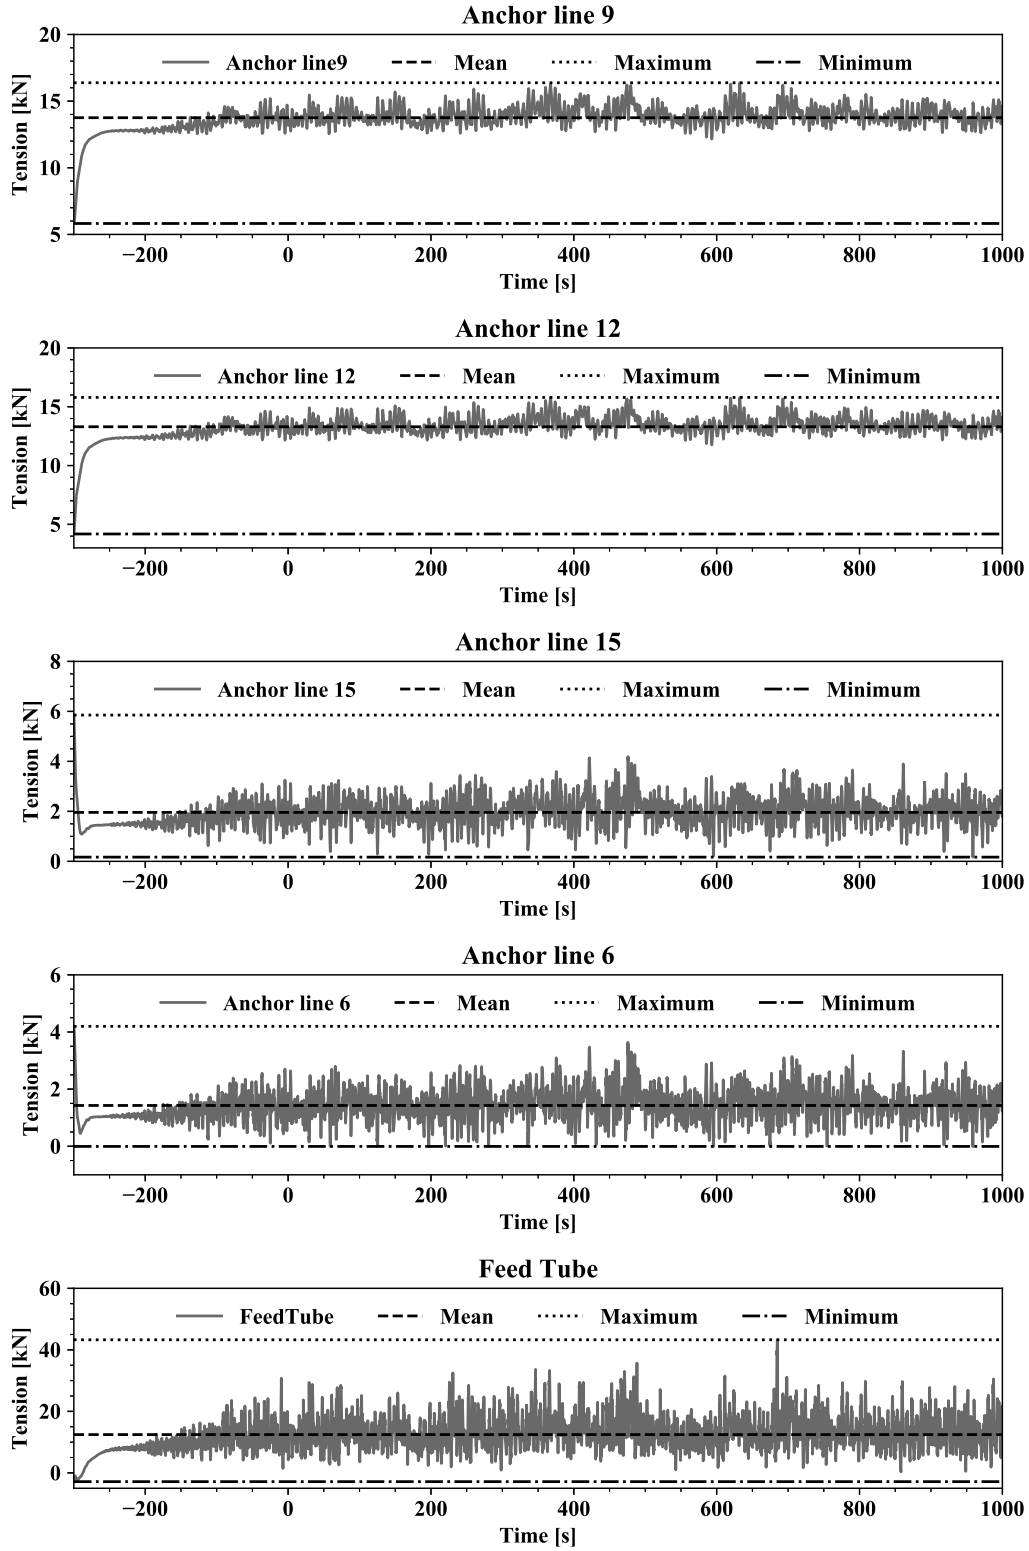 Anchor line 9
20
Anchor line9 Mean Maximum Minimum
15
10
5
Tension [kN]
−200 0 200 400 600 800 1000
Time [s]
Anchor line 12
20
Anchor line 12 Mean Maximum Minimum
15
10
5
Tension [kN]
−200 0 200 400 600 800 1000
Time [s]
Anchor line 15
8
Anchor line 15 Mean Maximum Minimum
6
4
2
0
Tension [kN]
−200 0 200 400 600 800 1000
Time [s]
Anchor line 6
6
Anchor line 6 Mean Maximum Minimum
4
2
0
Tension [kN]
−200 0 200 400 600 800 1000
Time [s]
Feed Tube
60
FeedTube Mean Maximum Minimum
40
20
0
Tension [kN]
−200 0 200 400 600 800 1000
Time [s]